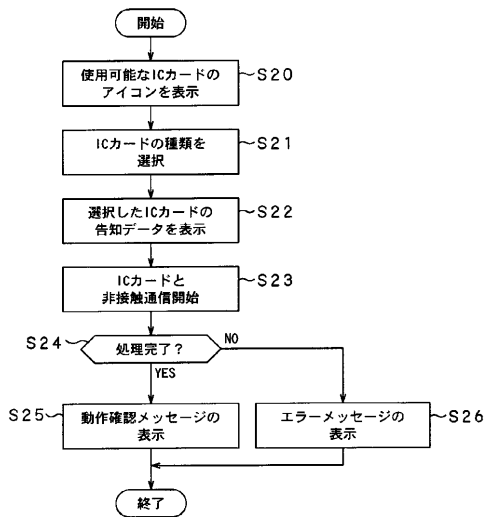 開始
使用可能なICカードの
アイコンを表示
S20
ICカードの種類を
選択
S21
選択したICカードの
告知データを表示
S22
ICカードと
非接触通信開始
S23
S24
処理完了?
NO
YES
S25
動作確認メッセージの
表示
エラーメッセージの
表示
S26
終了